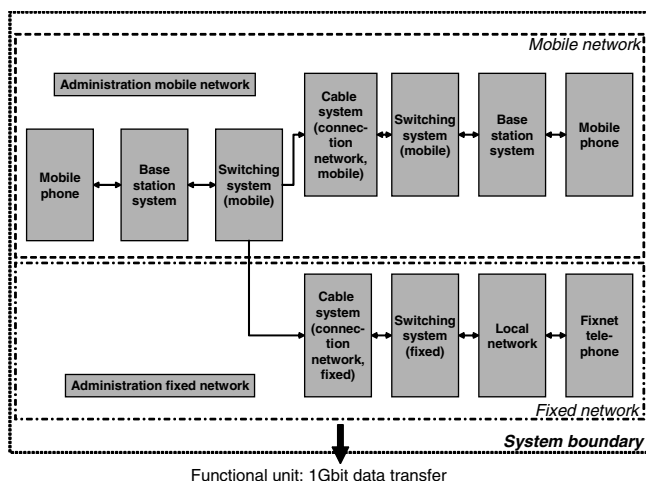 Mobile network
Administration mobile network
Mobile
phone
Base
station
system
Switching
system
(mobile)
Cable
system
(connec-
tion
network,
mobile)
Switching
system
(mobile)
Base
station
system
Mobile
phone
Cable
system
(connec-
tion
network,
fixed)
Switching
system
(fixed)
Local
network
Fixnet
tele-
phone
Administration fixed network
Fixed network
System boundary
Functional unit: 1Gbit data transfer